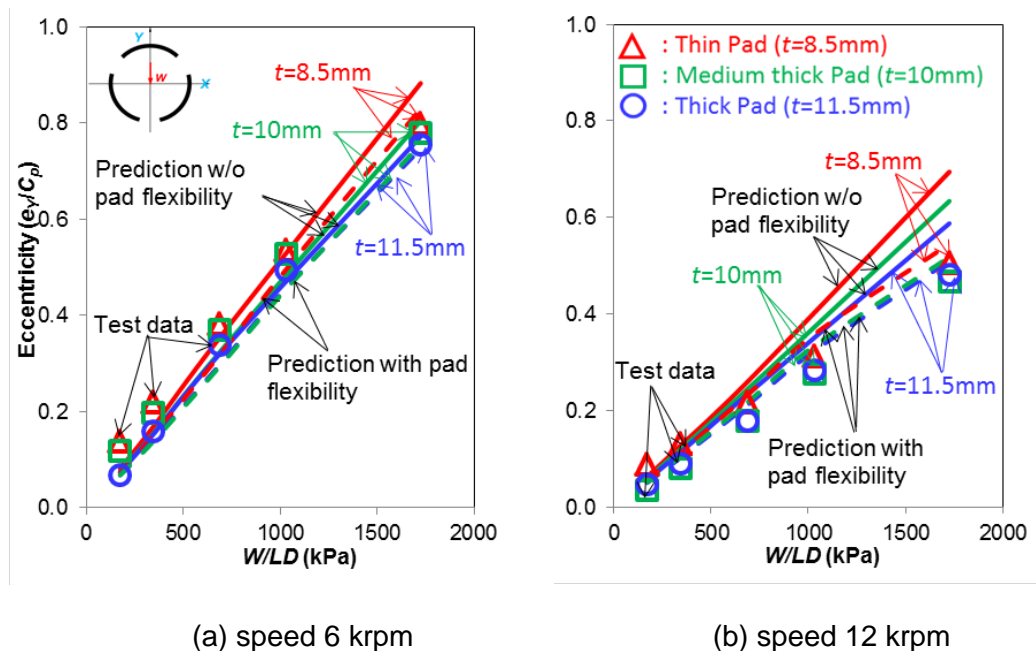 Y
W
X
1.0
0.8
0.6
0.4
0.2
0.0
0
500
1000
1500
2000
Eccentricity (eY/Cp)
W/LD (kPa)
t=8.5mm
t=10mm
Prediction w/o
pad flexibility
t=11.5mm
Test data
Prediction with pad
flexibility
(a) speed 6 krpm
: Thin Pad (t=8.5mm)
: Medium thick Pad (t=10mm)
: Thick Pad (t=11.5mm)
1.0
0.8
0.6
0.4
0.2
0.0
0
500
1000
1500
2000
W/LD (kPa)
t=8.5mm
Prediction w/o
pad flexibility
t=10mm
Test data
t=11.5mm
Prediction with
pad flexibility
(b) speed 12 krpm